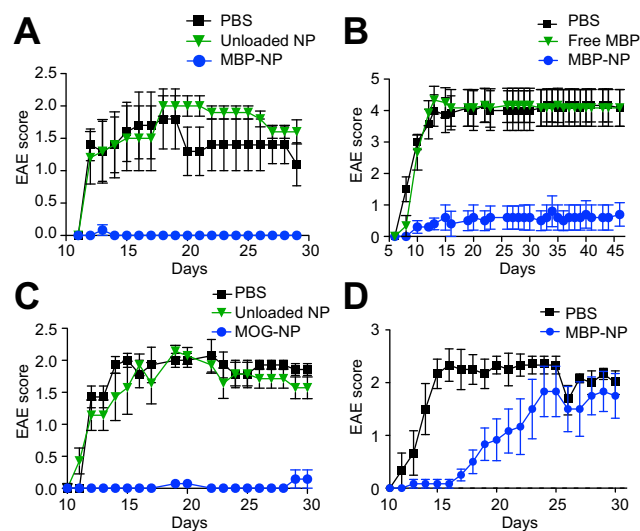 A
PBS
Unloaded NP
MBP-NP
EAE score
2.5
2.0
1.5
1.0
0.5
0.0
10 15 20 25 30
Days
B
PBS
Free MBP
MBP-NP
EAE score
5
4
3
2
1
0
5 10 15 20 25 30 35 40 45
Days
C
PBS
Unloaded NP
MOG-NP
EAE score
2.5
2.0
1.5
1.0
0.5
0.0
10 15 20 25 30
Days
D
PBS
MBP-NP
EAE score
3
2
1
0
10 15 20 25 30
Days